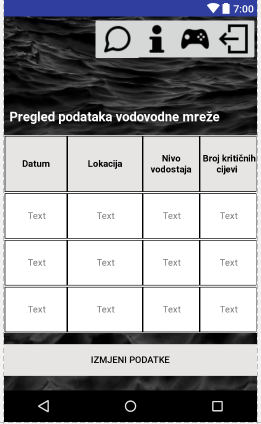 7:00
Pregled podataka vodovodne mreže
Datum Lokacija Nivo vodostaja Broj kritičnih cijevi
Text Text Text Text
Text Text Text Text
Text Text Text Text
IZMJENI PODATKE